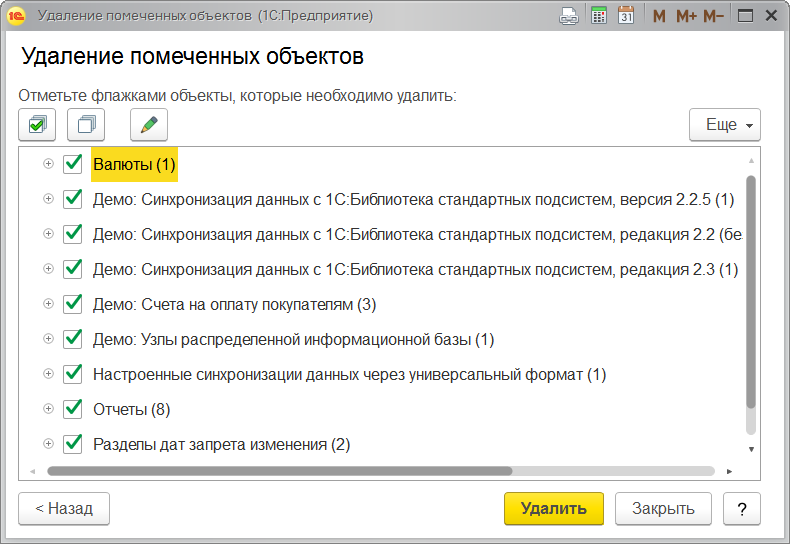 1С Удаление помеченных объектов (1С:Предприятие) 31 M M+ M–
Удаление помеченных объектов
Отметьте флажками объекты, которые необходимо удалить:
Еще
Валюты (1)
Демо: Синхронизация данных с 1С:Библиотека стандартных подсистем, версия 2.2.5 (1)
Демо: Синхронизация данных с 1С:Библиотека стандартных подсистем, редакция 2.2 (бе
Демо: Синхронизация данных с 1С:Библиотека стандартных подсистем, редакция 2.3 (1)
Демо: Счета на оплату покупателям (3)
Демо: Узлы распределенной информационной базы (1)
Настроенные синхронизации данных через универсальный формат (1)
Отчеты (8)
Разделы дат запрета изменения (2)
< Назад Удалить Закрыть ?